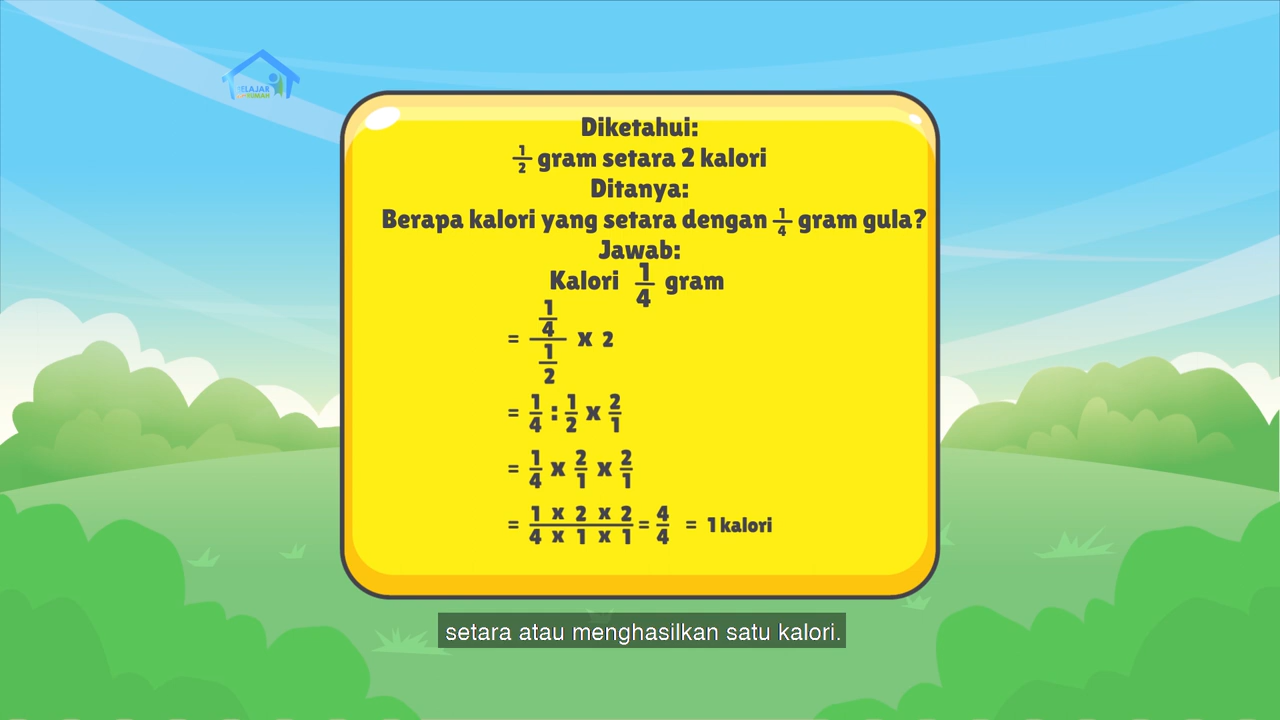 BELAJAR
RUMAH
Diketahui:
1/2 gram setara 2 kalori
Ditanya:
Berapa kalori yang setara dengan 1/4 gram gula?
Jawab:
Kalori 1/4 gram
= (1/4)/(1/2) x 2
= 1/4 : 1/2 x 2/1
= 1/4 x 2/1 x 2/1
= (1 x 2 x 2)/(4 x 1 x 1) = 4/4 = 1 kalori
setara atau menghasilkan satu kalori.